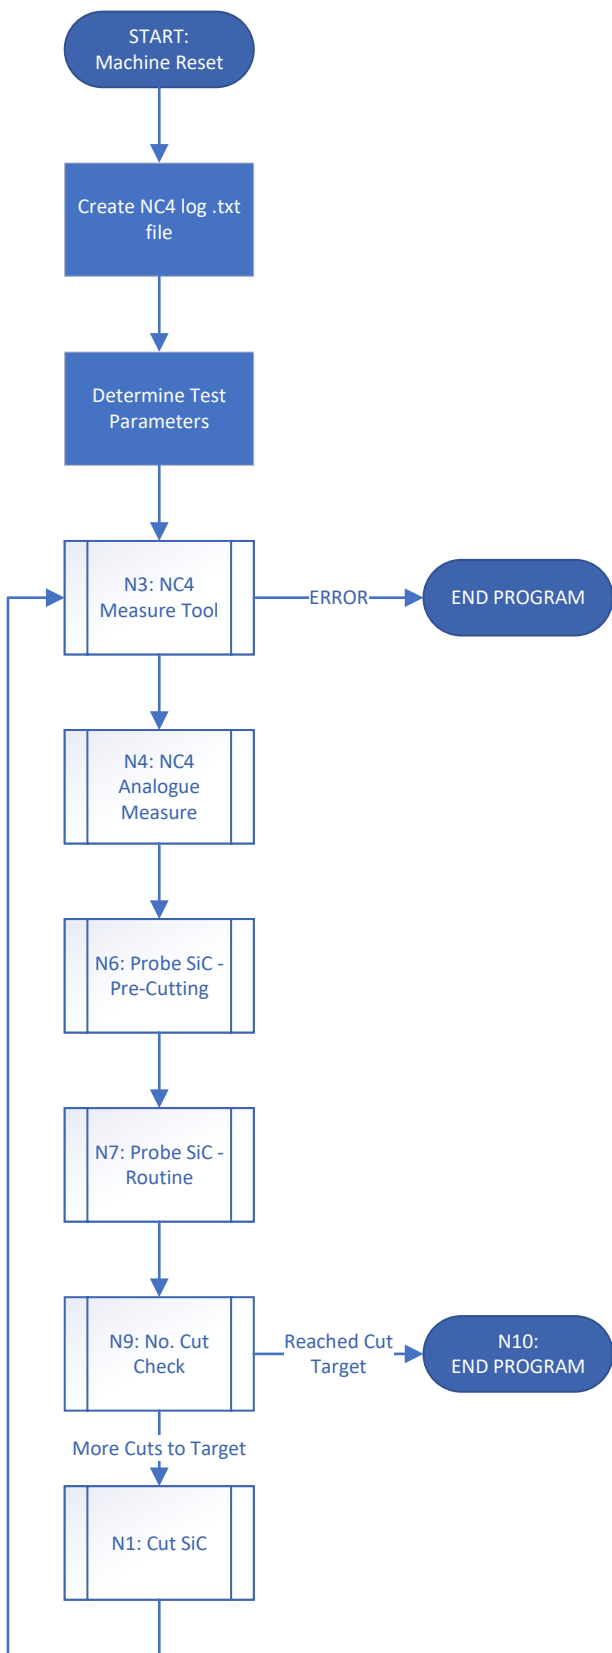 START:
Machine Reset
Create NC4 log .txt
file
Determine Test
Parameters
N3: NC4
Measure Tool
ERROR
END PROGRAM
N4: NC4
Analogue
Measure
N6: Probe SiC -
Pre-Cutting
N7: Probe SiC -
Routine
N9: No. Cut
Check
Reached Cut
Target
N10:
END PROGRAM
More Cuts to Target
N1: Cut SiC